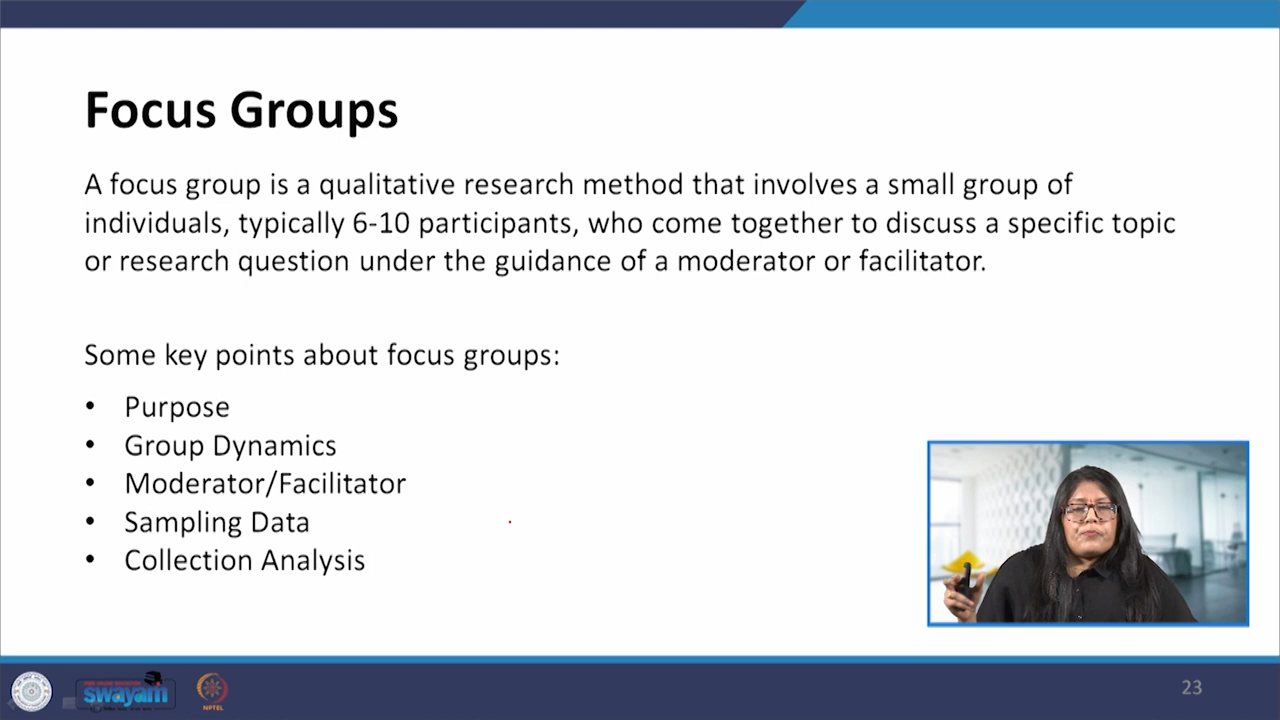 Focus Groups
A focus group is a qualitative research method that involves a small group of
individuals, typically 6-10 participants, who come together to discuss a specific topic
or research question under the guidance of a moderator or facilitator.
Some key points about focus groups:
• Purpose
• Group Dynamics
• Moderator/Facilitator
• Sampling Data
• Collection Analysis
swayam
NPTEL
23